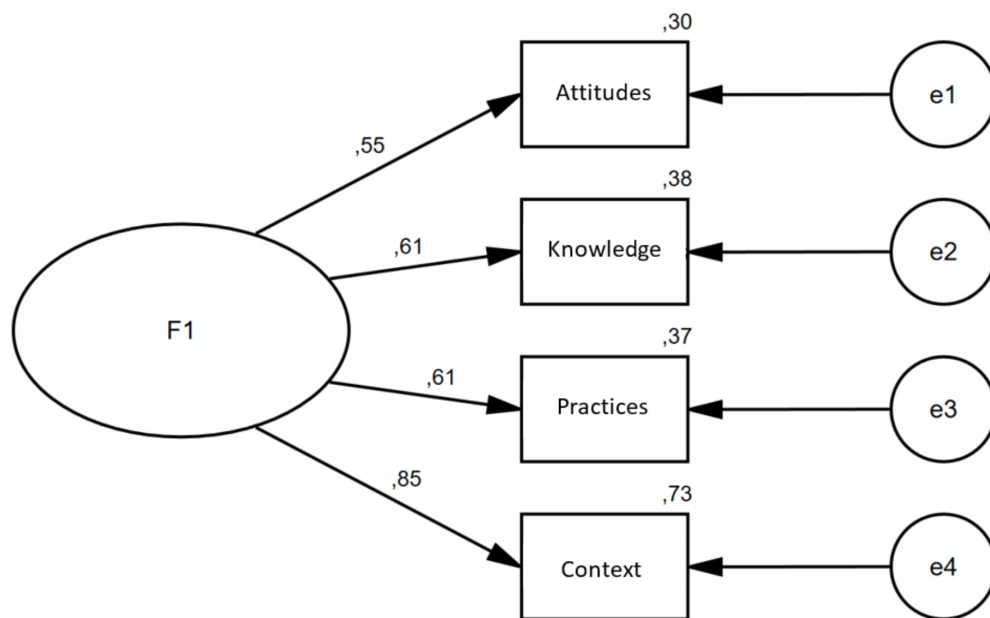 ,30
Attitudes
e1
,55
,38
Knowledge
e2
,61
F1
,37
,61
Practices
e3
,85
,73
Context
e4